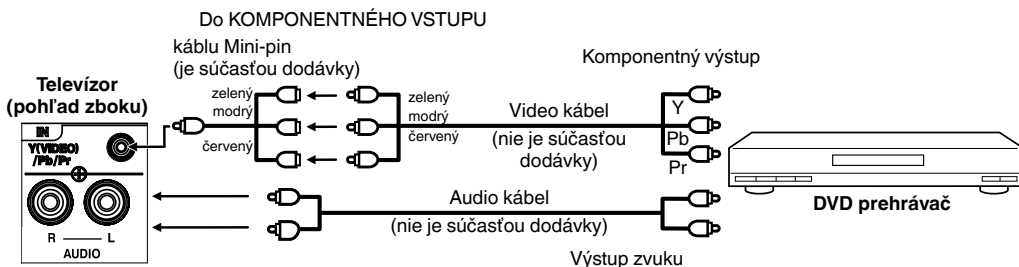 Do KOMPONENTNÉHO VSTUPU
káblu Mini-pin
(je súčasťou dodávky)
Komponentný výstup
Televízor
(pohľad zboku)
zelený
modrý
červený
zelený
modrý
červený
Video kábel
(nie je súčasťou
dodávky)
Y
Pb
Pr
IN
Y(VIDEO)
/Pb/Pr
R
L
AUDIO
Audio kábel
(nie je súčasťou dodávky)
DVD prehrávač
Výstup zvuku